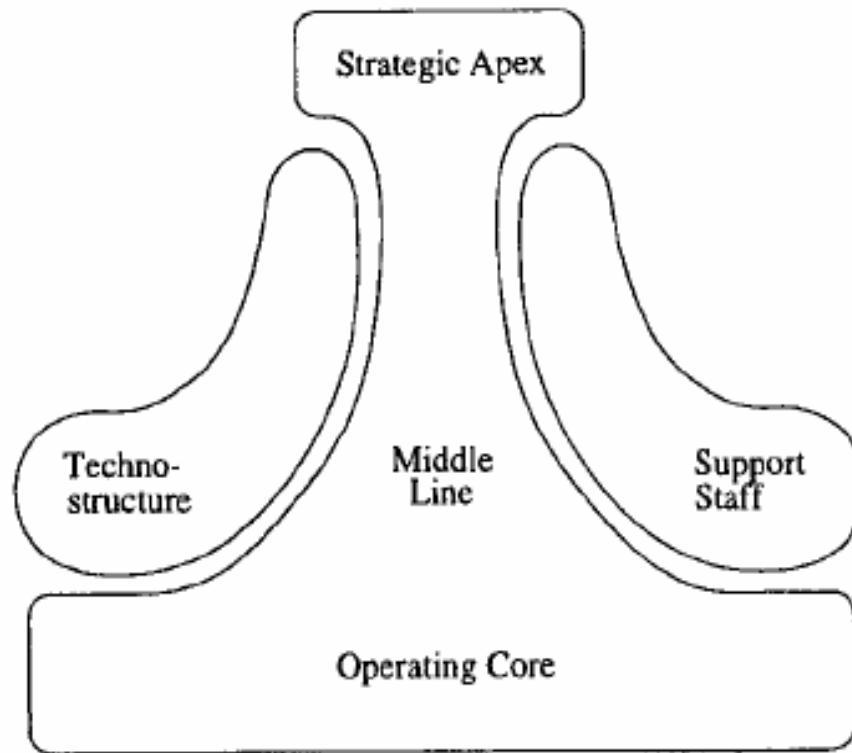 Strategic Apex
Techno-
structure
Middle
Line
Support
Staff
Operating Core